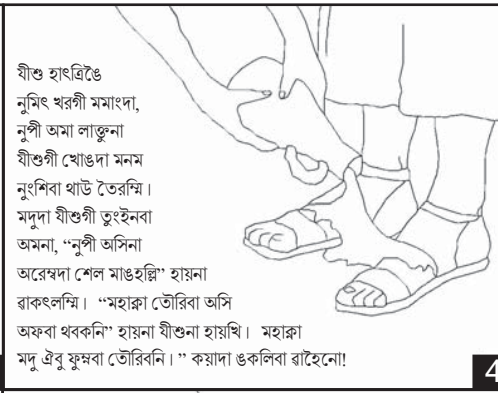 যীশু হাৎত্রিঙৈ
নুমিৎ খরগী মমাংদা,
নুপী অমা লাক্তুনা
যীশুগী খোঙদা মনম
নুংশিবা থাউ তৈরম্মি।
মদুদা যীশুগী তুংইনবা
অমনা, “নুপী অসিনা
অরেম্বদা শেল মাঙহল্লি” হায়না
ৱাকৎলম্মি। “মহাক্না তৌরিবা অসি
অফবা থবকনি” হায়না যীশুনা হায়খি। মহাক্না
মদু ঐবু ফুম্নবা তৌরিবনি। ” কয়াদা ঙকলিবা ৱাহৈনো!
4